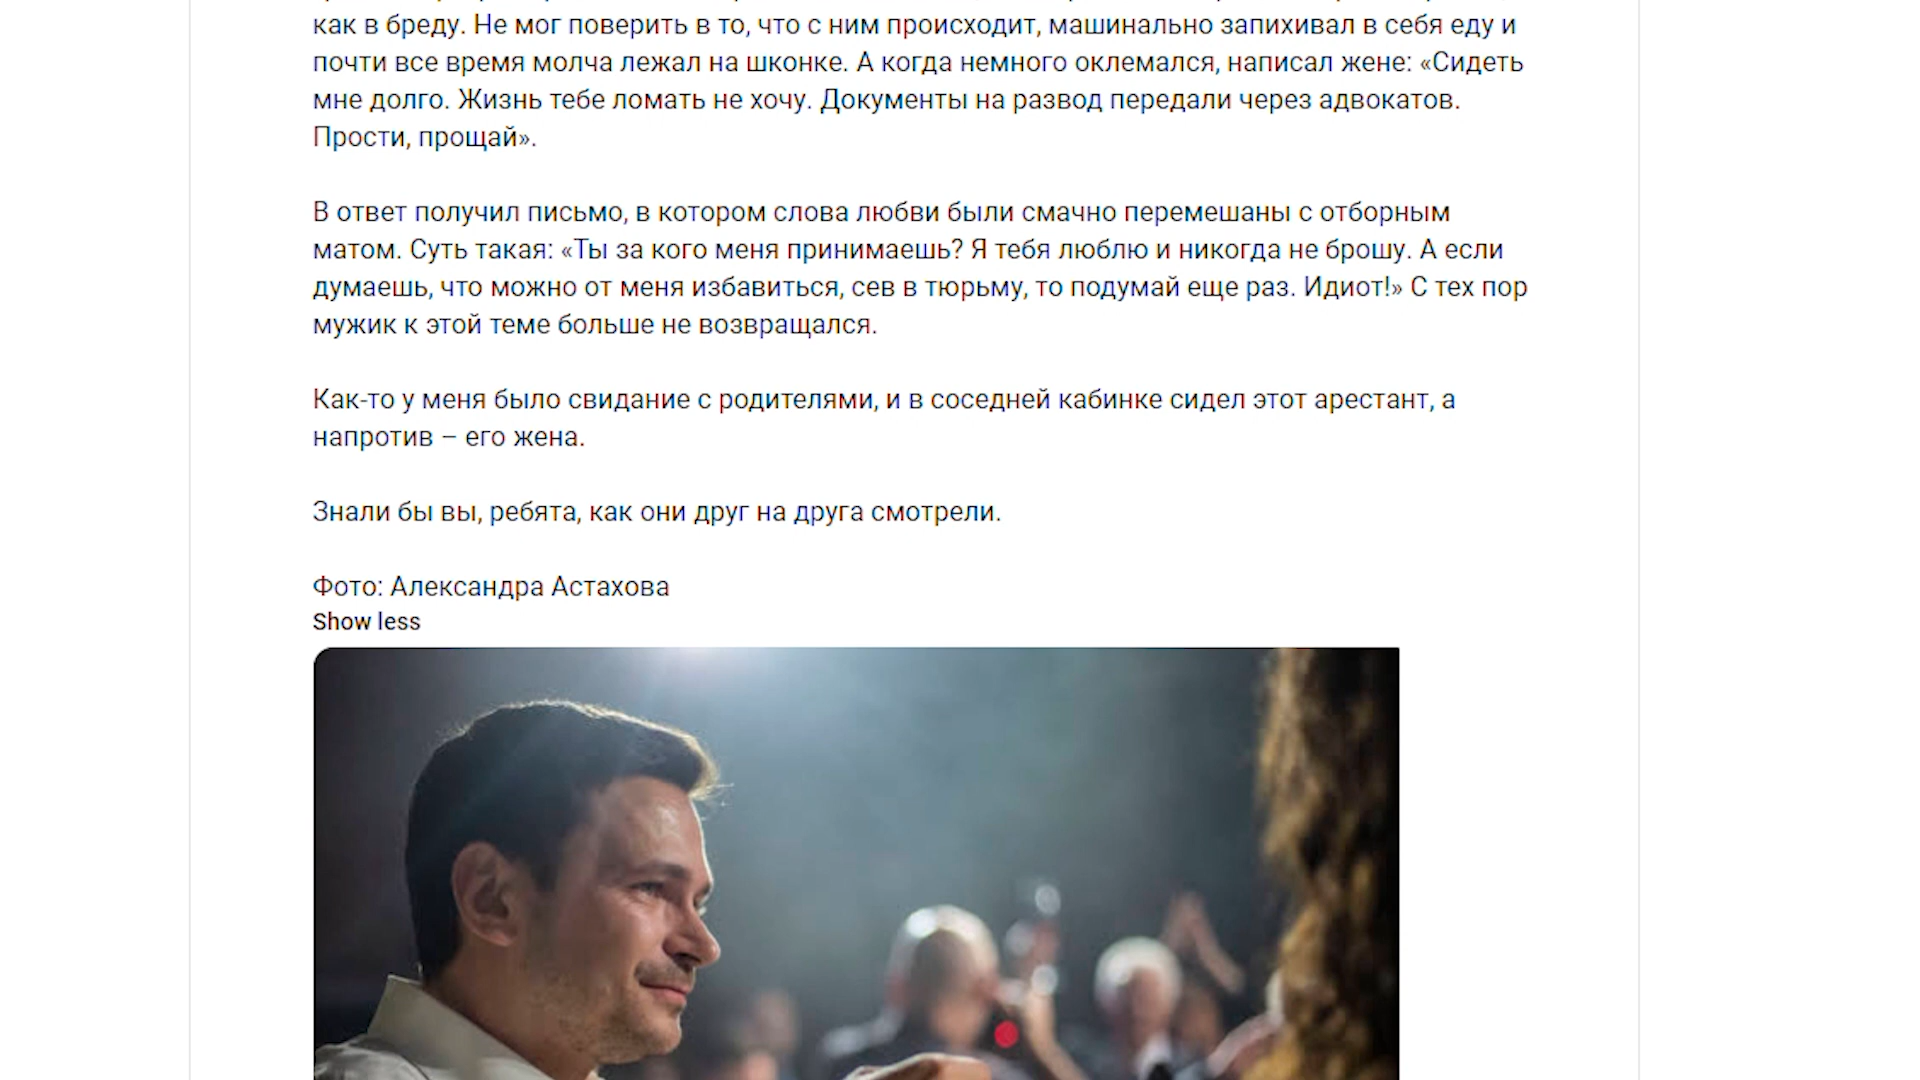 как в бреду. Не мог поверить в то, что с ним происходит, машинально запихивал в себя еду и
почти все время молча лежал на шконке. А когда немного оклемался, написал жене: «Сидеть
мне долго. Жизнь тебе ломать не хочу. Документы на развод передали через адвокатов.
Прости, прощай».
В ответ получил письмо, в котором слова любви были смачно перемешаны с отборным
матом. Суть такая: «Ты за кого меня принимаешь? Я тебя люблю и никогда не брошу. А если
думаешь, что можно от меня избавиться, сев в тюрьму, то подумай еще раз. Идиот!» С тех пор
мужик к этой теме больше не возвращался.
Как-то у меня было свидание с родителями, и в соседней кабинке сидел этот арестант, а
напротив – его жена.
Знали бы вы, ребята, как они друг на друга смотрели.
Фото: Александра Астахова
Show less